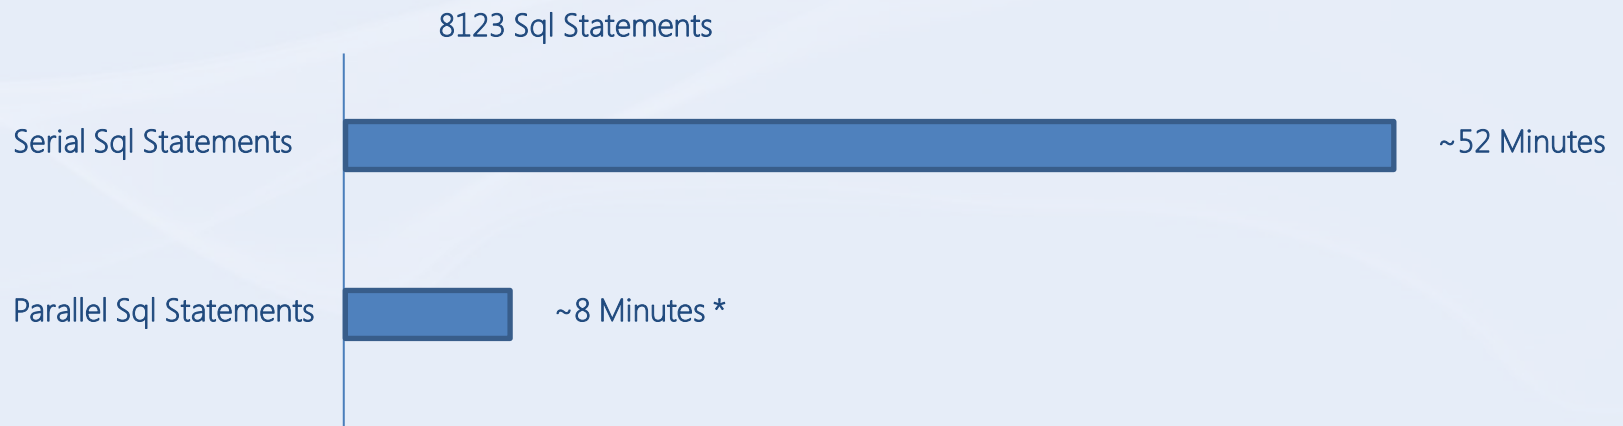 8123 Sql Statements
Serial Sql Statements
~52 Minutes
Parallel Sql Statements
~8 Minutes *